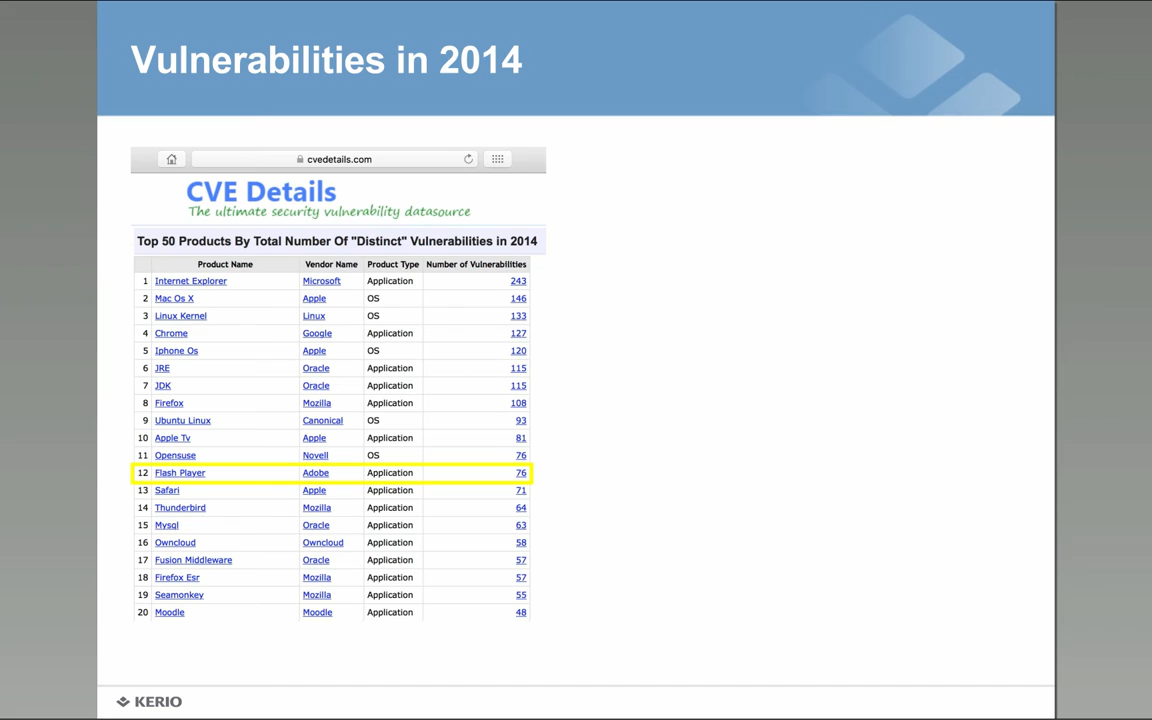 Vulnerabilities in 2014
cvedetails.com
CVE Details
The ultimate security vulnerability datasource
Top 50 Products By Total Number Of "Distinct" Vulnerabilities in 2014
Product Name Vendor Name Product Type Number of Vulnerabilities
1 Internet Explorer Microsoft Application 243
2 Mac Os X Apple OS 146
3 Linux Kernel Linux OS 133
4 Chrome Google Application 127
5 Iphone Os Apple OS 120
6 JRE Oracle Application 115
7 JDK Oracle Application 115
8 Firefox Mozilla Application 108
9 Ubuntu Linux Canonical OS 93
10 Apple Tv Apple Application 81
11 Opensuse Novell OS 76
12 Flash Player Adobe Application 76
13 Safari Apple Application 71
14 Thunderbird Mozilla Application 64
15 Mysql Oracle Application 63
16 Owncloud Owncloud Application 58
17 Fusion Middleware Oracle Application 57
18 Firefox Esr Mozilla Application 57
19 Seamonkey Mozilla Application 55
20 Moodle Moodle Application 48
KERIO